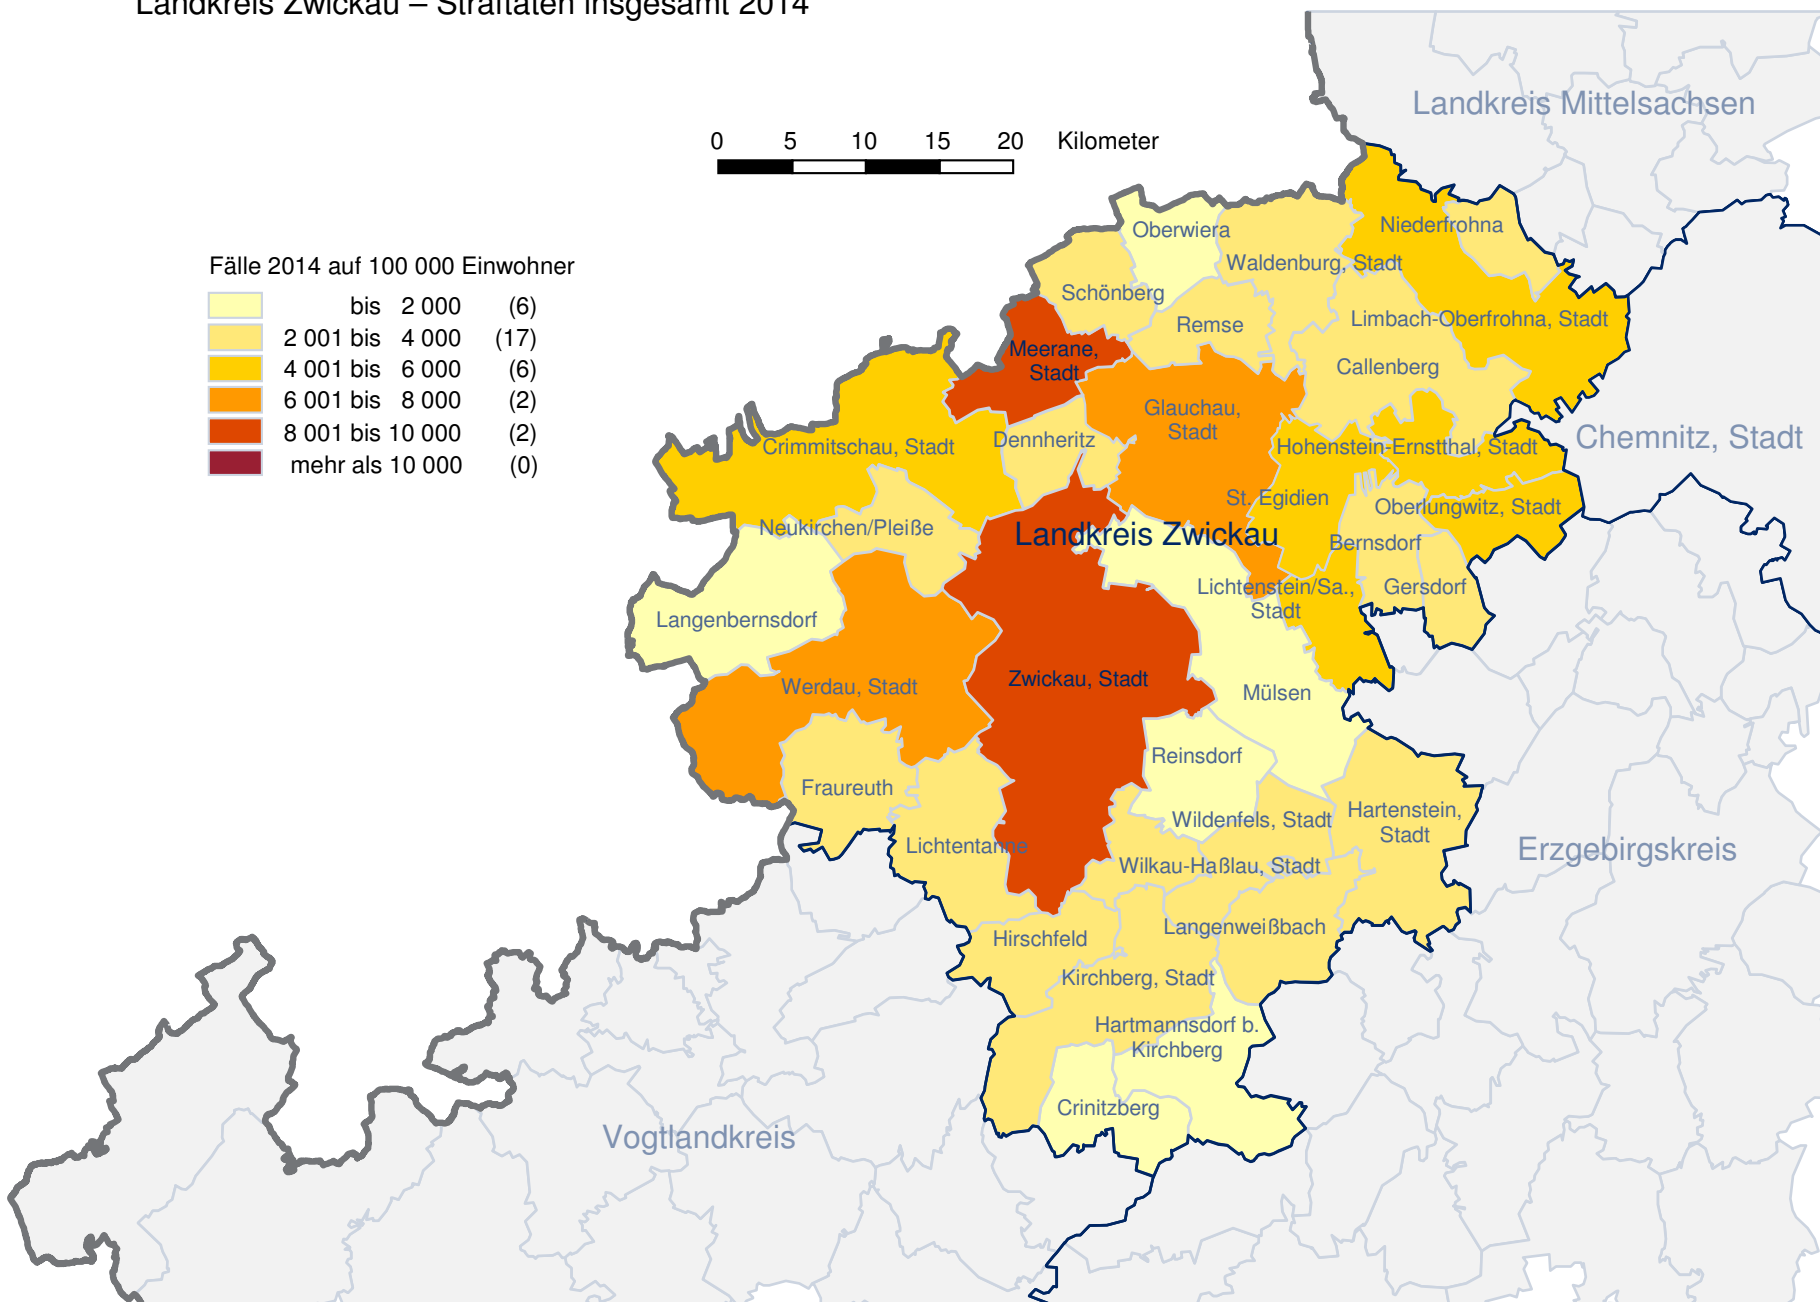 Landkreis Zwickau – Straftaten insgesamt 2014
Landkreis Mittelsachsen
0 5 10 15 20 Kilometer
Fälle 2014 auf 100 000 Einwohner
bis 2 000 (6)
2 001 bis 4 000 (17)
4 001 bis 6 000 (6)
6 001 bis 8 000 (2)
8 001 bis 10 000 (2)
mehr als 10 000 (0)
Oberwiera
Niederfrohna
Waldenburg, Stadt
Schönberg
Remse
Limbach-Oberfrohna, Stadt
Meerane,
Stadt
Callenberg
Glauchau,
Stadt
Dennheritz
Crimmitschau, Stadt
Hohenstein-Ernstthal, Stadt
Chemnitz, Stadt
St. Egidien
Oberlungwitz, Stadt
Neukirchen/Pleiße
Landkreis Zwickau
Bernsdorf
Lichtenstein/Sa.,
Stadt
Gersdorf
Langenbernsdorf
Zwickau, Stadt
Werdau, Stadt
Mülsen
Reinsdorf
Fraureuth
Hartenstein,
Stadt
Wildenfels, Stadt
Lichtentanne
Erzgebirgskreis
Wilkau-Haßlau, Stadt
Langenweißbach
Hirschfeld
Kirchberg, Stadt
Hartmannsdorf b.
Kirchberg
Crinitzberg
Vogtlandkreis